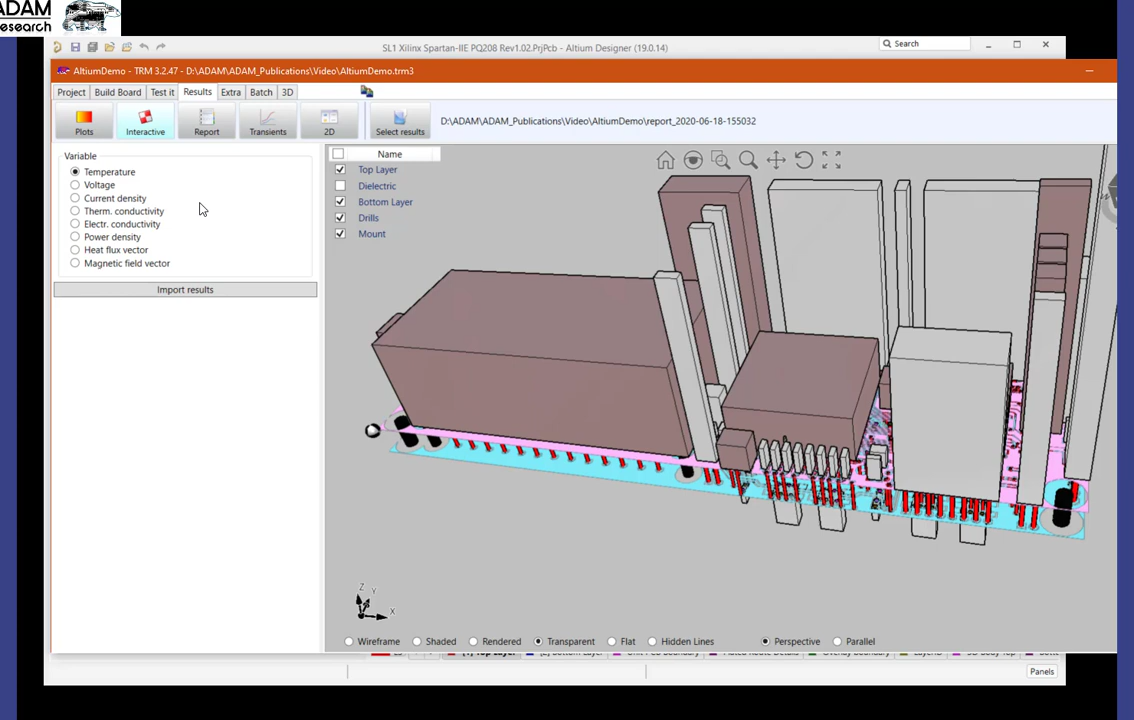 ADAM
esearch
SL1 Xilinx Spartan-IIE PQ208 Rev1.02.PrjPcb - Altium Designer (19.0.14)
Search
AltiumDemo - TRM 3.2.47 - D:\ADAM\ADAM_Publications\Video\AltiumDemo.trm3
Project Build Board Test it Results Extra Batch 3D
Plots Interactive Report Transients 2D Select results
D:\ADAM\ADAM_Publications\Video\AltiumDemo\report_2020-06-18-155032
Variable
Temperature
Voltage
Current density
Therm. conductivity
Electr. conductivity
Power density
Heat flux vector
Magnetic field vector
Import results
Name
Top Layer
Dielectric
Bottom Layer
Drills
Mount
Z
Y
X
Wireframe Shaded Rendered Transparent Flat Hidden Lines Perspective Parallel
Panels